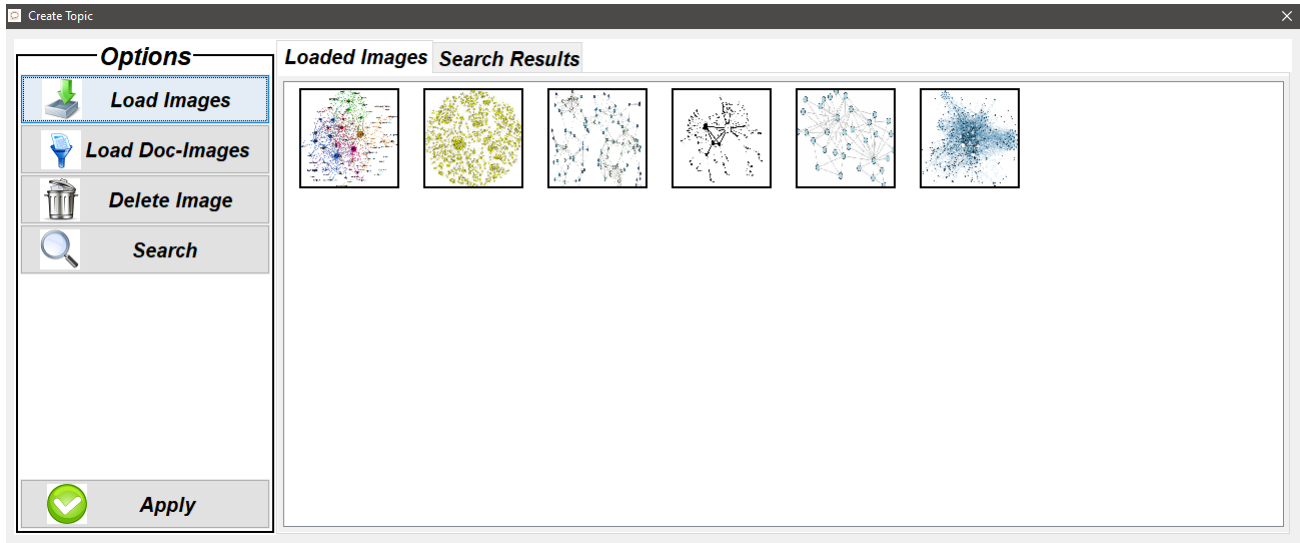 Create Topic
Options
Load Images
Load Doc-Images
Delete Image
Search
Apply
Loaded Images
Search Results